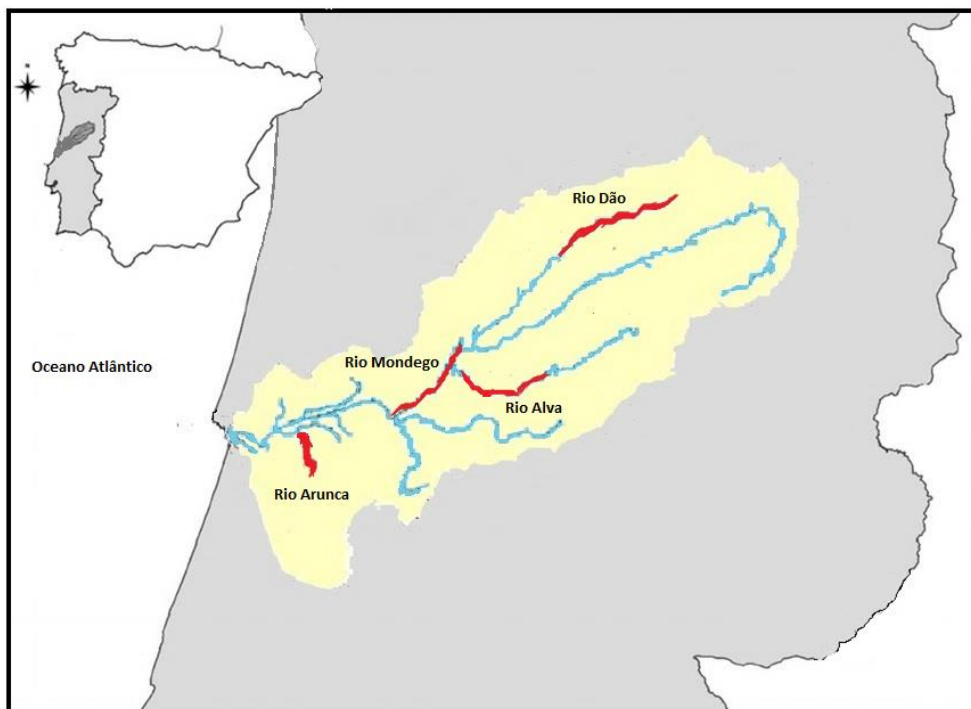 Rio Dão
Rio Mondego
Oceano Atlântico
Rio Alva
Rio Arunca